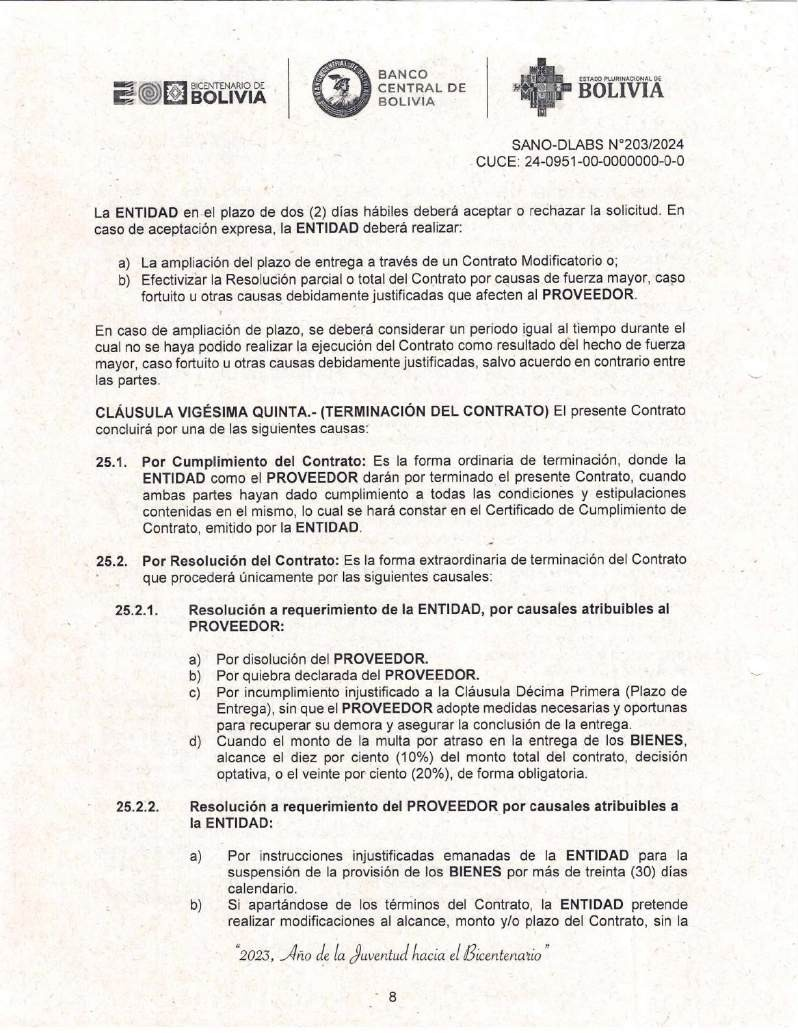 BICENTENARIO DE
BOLIVIA
BANCO
CENTRAL DE
BOLIVIA
ESTADO PLURINACIONAL DE
BOLIVIA
SANO-DLABS N°203/2024
CUCE: 24-0951-00-0000000-0-0
La ENTIDAD en el plazo de dos (2) días hábiles deberá aceptar o rechazar la solicitud. En
caso de aceptación expresa, la ENTIDAD deberá realizar:
a) La ampliación del plazo de entrega a través de un Contrato Modificatorio o;
b) Efectivizar la Resolución parcial o total del Contrato por causas de fuerza mayor, caso
fortuito u otras causas debidamente justificadas que afecten al PROVEEDOR.
En caso de ampliación de plazo, se deberá considerar un periodo igual al tiempo durante el
cual no se haya podido realizar la ejecución del Contrato como resultado del hecho de fuerza
mayor, caso fortuito u otras causas debidamente justificadas, salvo acuerdo en contrario entre
las partes.
CLÁUSULA VIGÉSIMA QUINTA.- (TERMINACIÓN DEL CONTRATO) El presente Contrato
concluirá por una de las siguientes causas:
25.1. Por Cumplimiento del Contrato: Es la forma ordinaria de terminación, donde la
ENTIDAD como el PROVEEDOR darán por terminado el presente Contrato, cuando
ambas partes hayan dado cumplimiento a todas las condiciones y estipulaciones
contenidas en el mismo, lo cual se hará constar en el Certificado de Cumplimiento de
Contrato, emitido por la ENTIDAD.
25.2. Por Resolución del Contrato: Es la forma extraordinaria de terminación del Contrato
que procederá únicamente por las siguientes causales:
25.2.1. Resolución a requerimiento de la ENTIDAD, por causales atribuibles al
PROVEEDOR:
a) Por disolución del PROVEEDOR.
b) Por quiebra declarada del PROVEEDOR.
c) Por incumplimiento injustificado a la Cláusula Décima Primera (Plazo de
Entrega), sin que el PROVEEDOR adopte medidas necesarias y oportunas
para recuperar su demora y asegurar la conclusión de la entrega.
d) Cuando el monto de la multa por atraso en la entrega de los BIENES,
alcance el diez por ciento (10%) del monto total del contrato, decisión
optativa, o el veinte por ciento (20%), de forma obligatoria.
25.2.2. Resolución a requerimiento del PROVEEDOR por causales atribuibles a
la ENTIDAD:
a) Por instrucciones injustificadas emanadas de la ENTIDAD para la
suspensión de la provisión de los BIENES por más de treinta (30) días
calendario.
b) Si apartándose de los términos del Contrato, la ENTIDAD pretende
realizar modificaciones al alcance, monto y/o plazo del Contrato, sin la
"2023, Año de la Juventud hacia el Bicentenario"
8